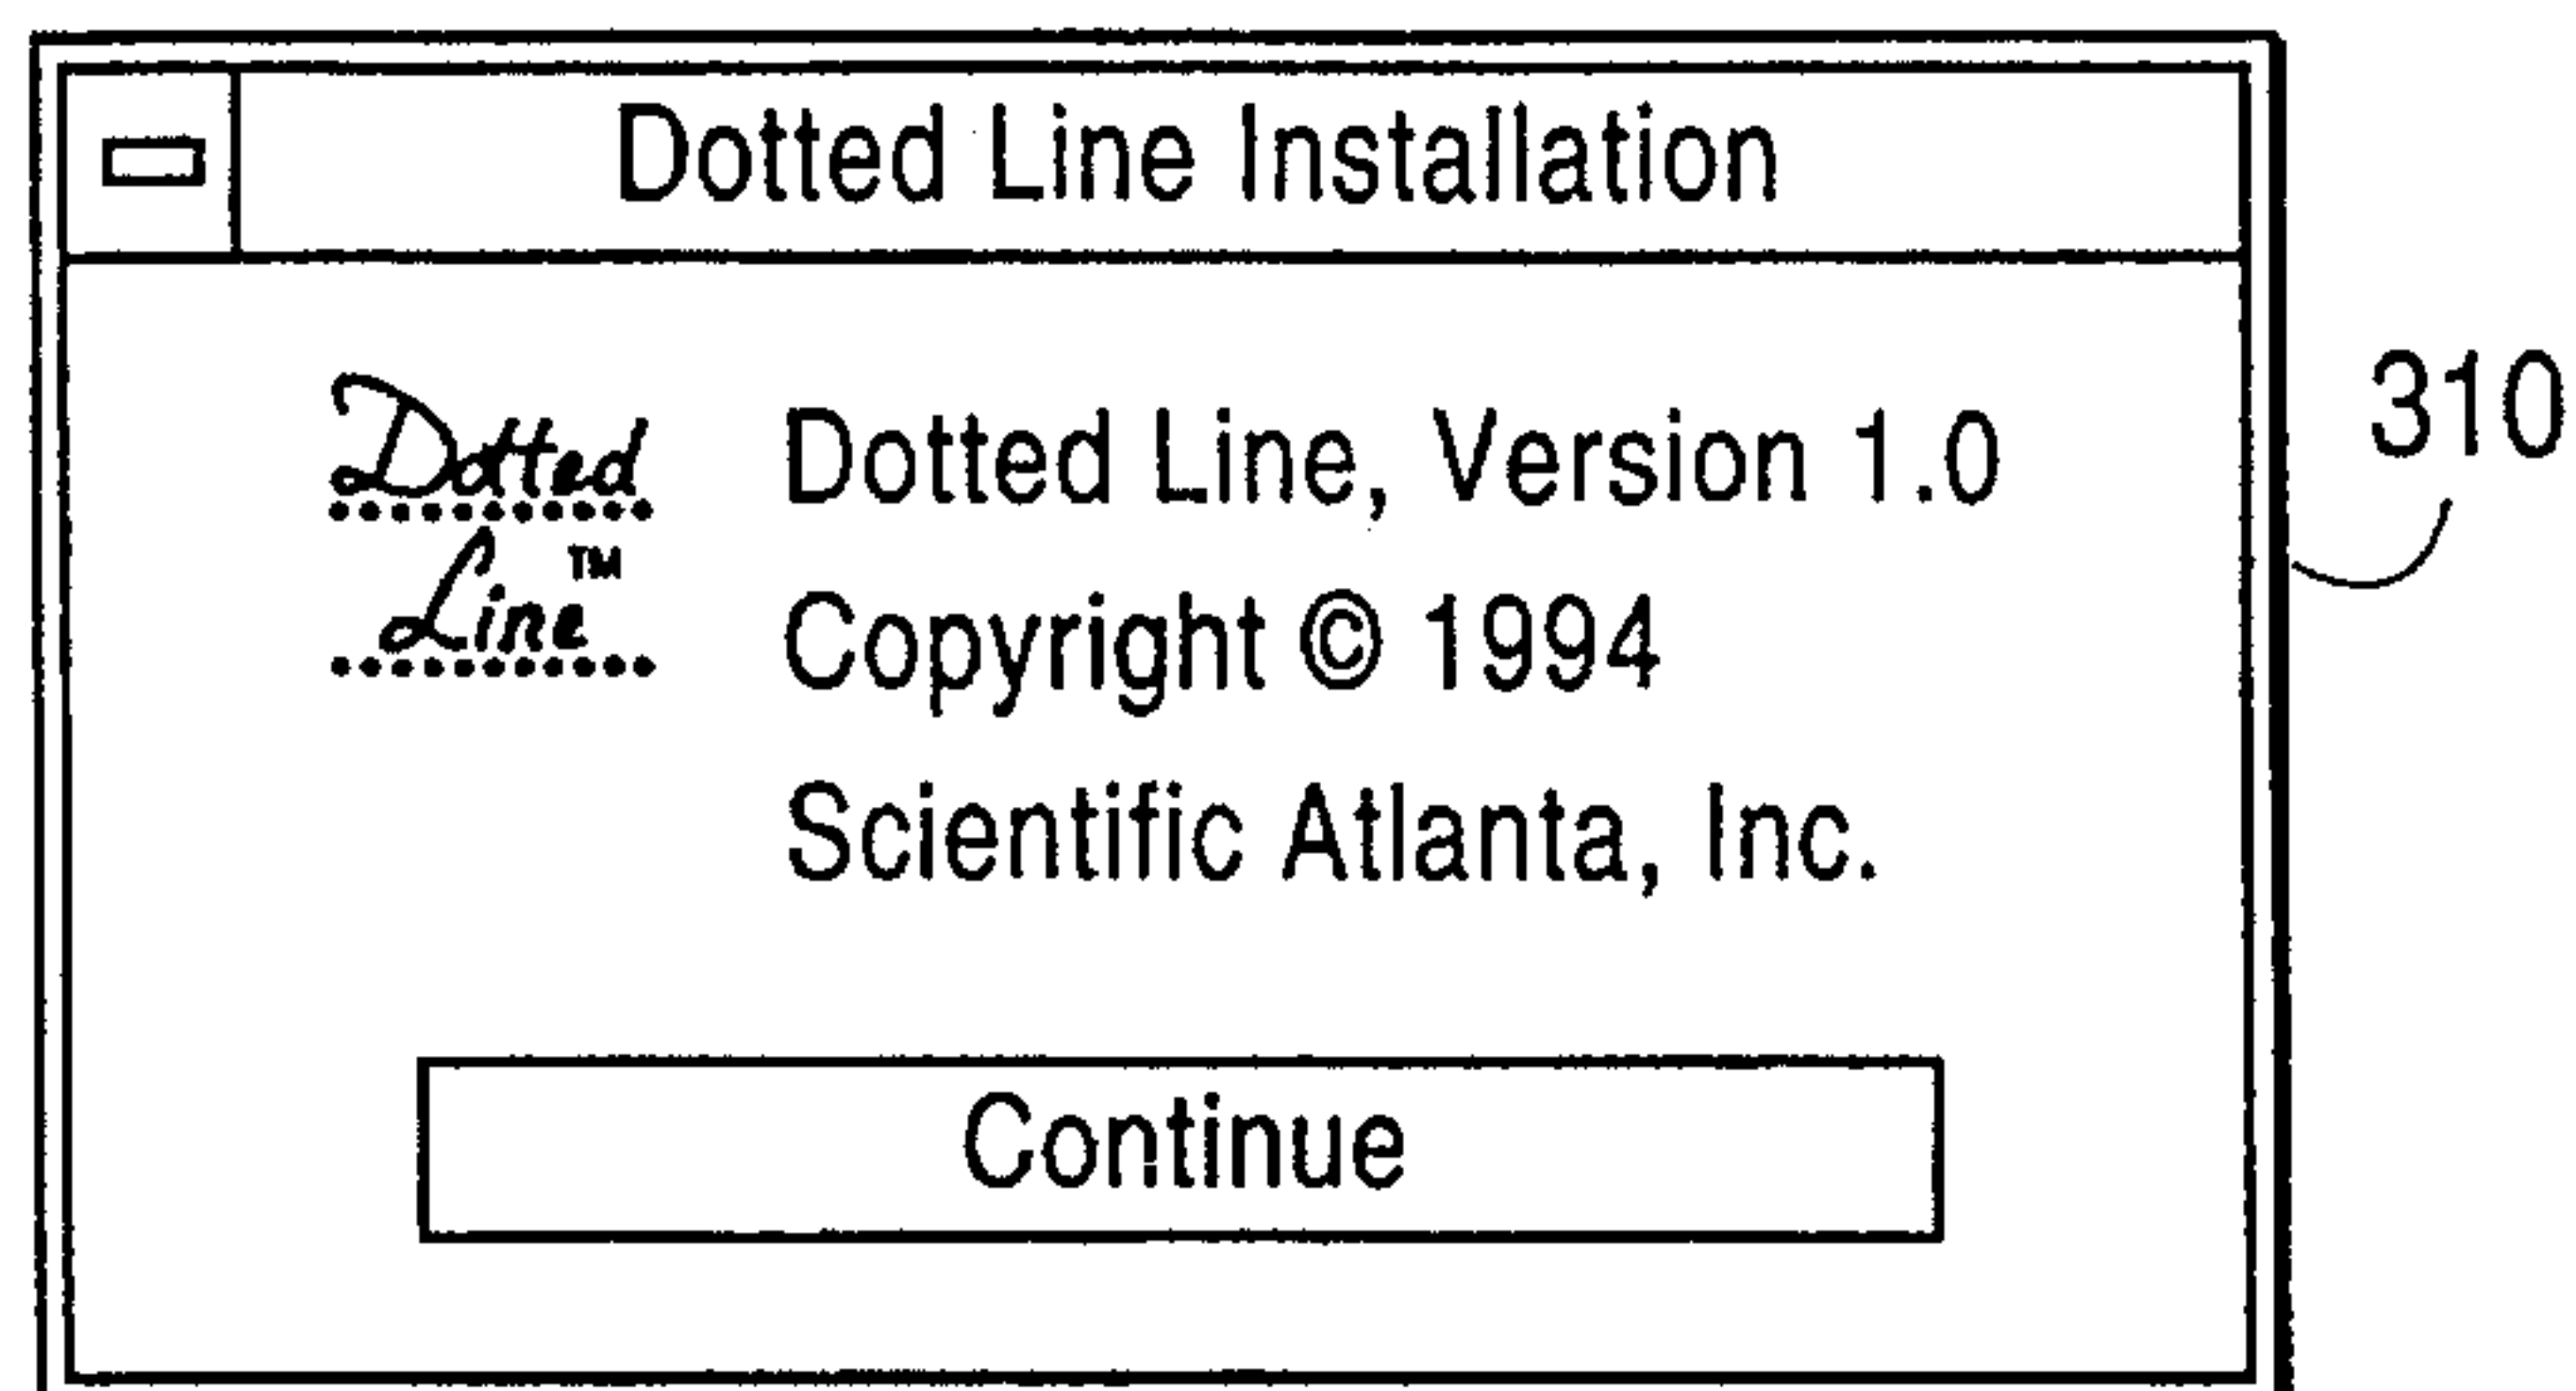 Dotted Line Installation
Dotted
Line™
Dotted Line, Version 1.0
Copyright © 1994
Scientific Atlanta, Inc.
Continue
310